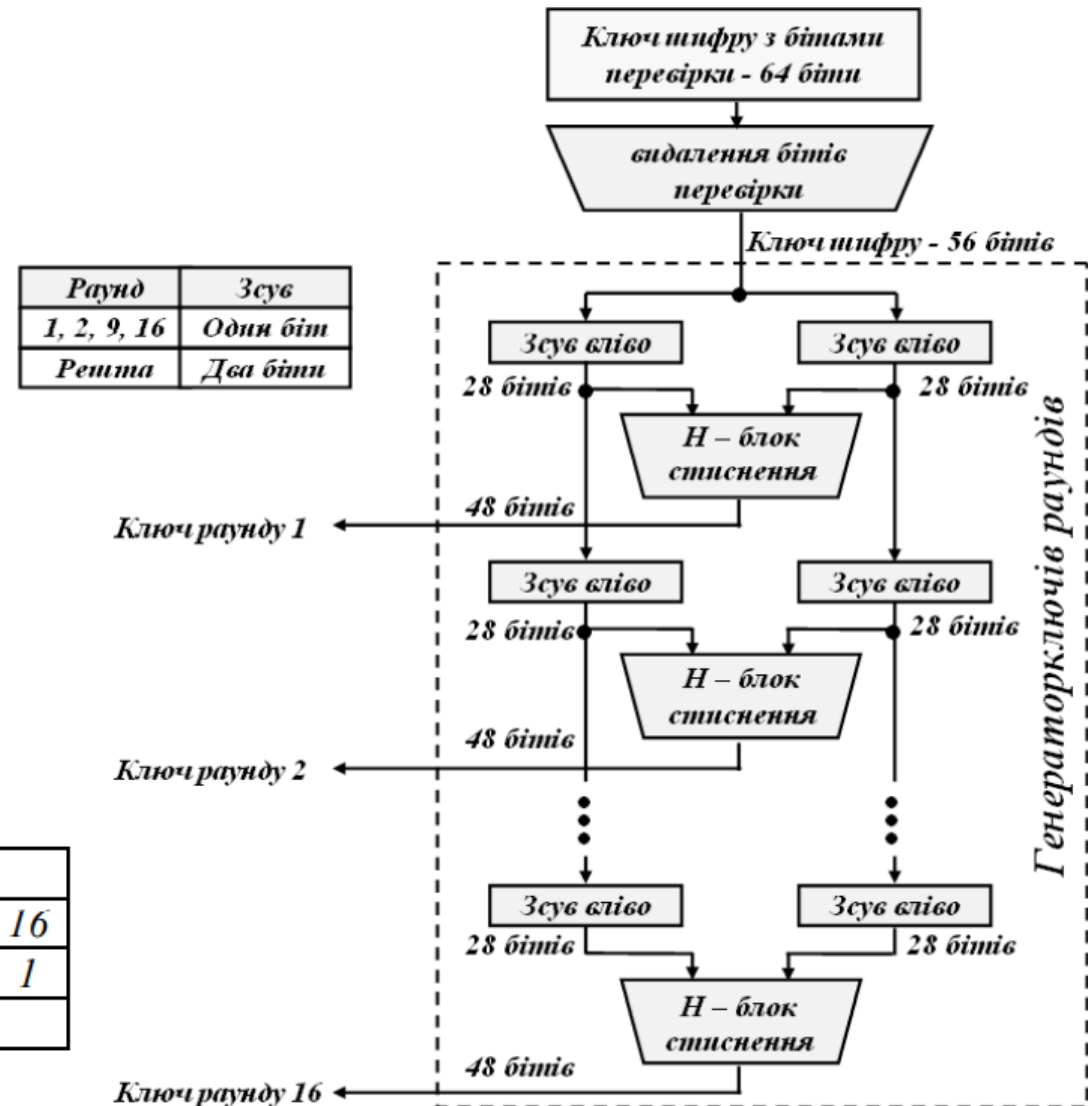 Ключ шифру з бітами
перевірки - 64 біти
видалення бітів
перевірки
Ключ шифру - 56 бітів
Раунд Зсув
1, 2, 9, 16 Один біт
Решта Два біти
Зсув вліво Зсув вліво
28 бітів 28 бітів
Н – блок
стиснення
48 бітів
Ключ раунду 1
Зсув вліво Зсув вліво
28 бітів 28 бітів
Н – блок
стиснення
48 бітів
Ключ раунду 2
Зсув вліво Зсув вліво
28 бітів 28 бітів
Н – блок
стиснення
48 бітів
Ключ раунду 16
Генераторключів раундів
16
1